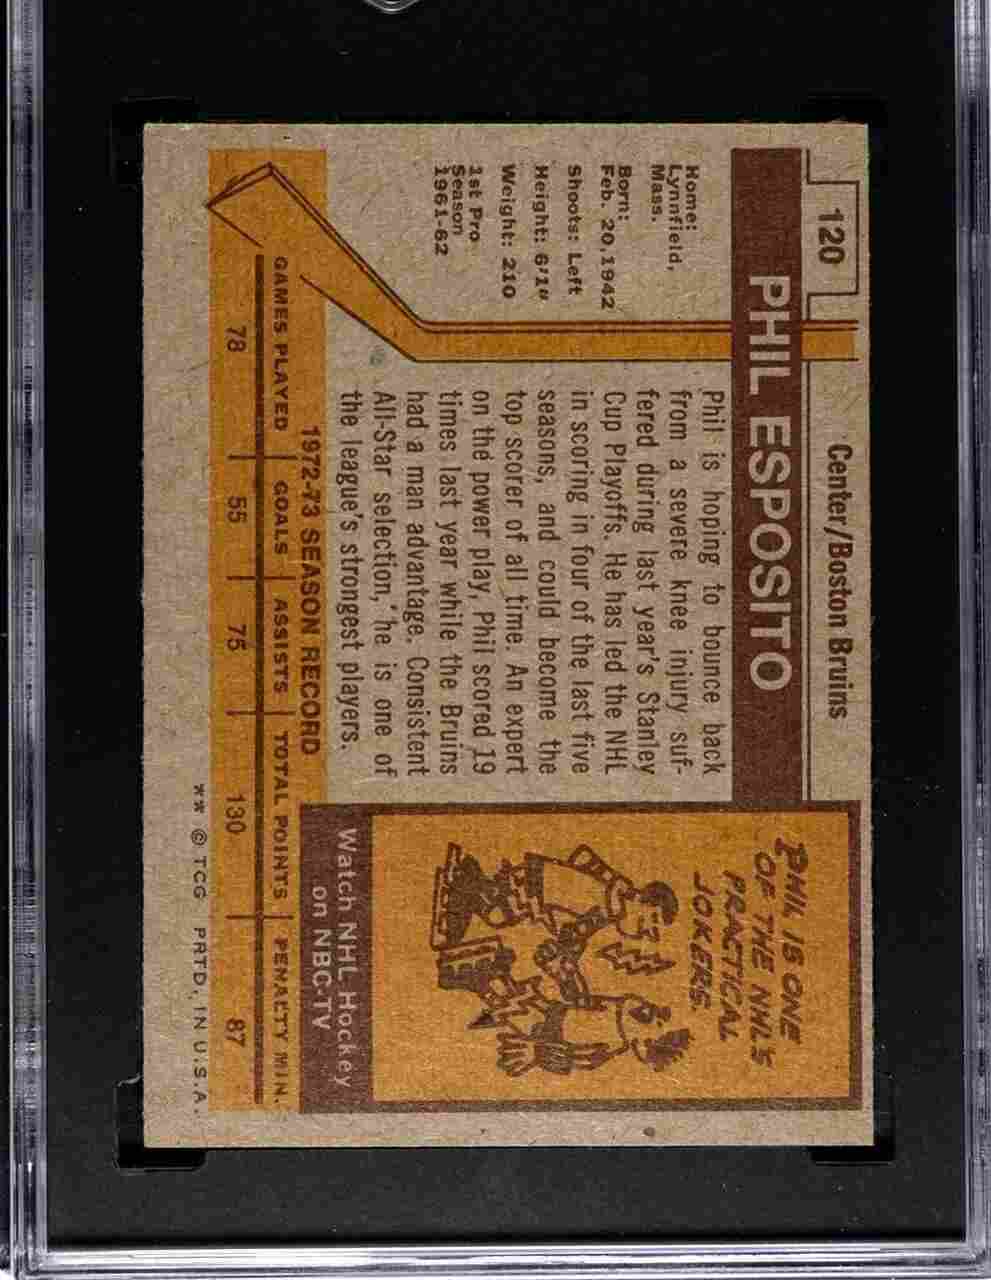 120
Center/Boston Bruins
PHIL ESPOSITO
Home:
Lynnfield,
Mass.
Born:
Feb. 20, 1942
Shoots: Left
Height: 6'1"
Weight: 210
1st Pro
Season
1961-62
Phil is hoping to bounce back
from a severe knee injury suf-
fered during last year's Stanley
Cup Playoffs. He has led the NHL
in scoring in four of the last five
seasons, and could become the
top scorer of all time. An expert
on the power play, Phil scored 19
times last year while the Bruins
had a man advantage. Consistent
All-Star selection, he is one of
the league's strongest players.
PHIL IS ONE
OF THE NHL'S
PRACTICAL
JOKERS.
Watch NHL Hockey
on NBC-TV
1972-73 SEASON RECORD
GAMES PLAYED GOALS ASSISTS TOTAL POINTS PENALTY MIN.
78 55 75 130 87
** © TCG PRTD. IN U.S.A.